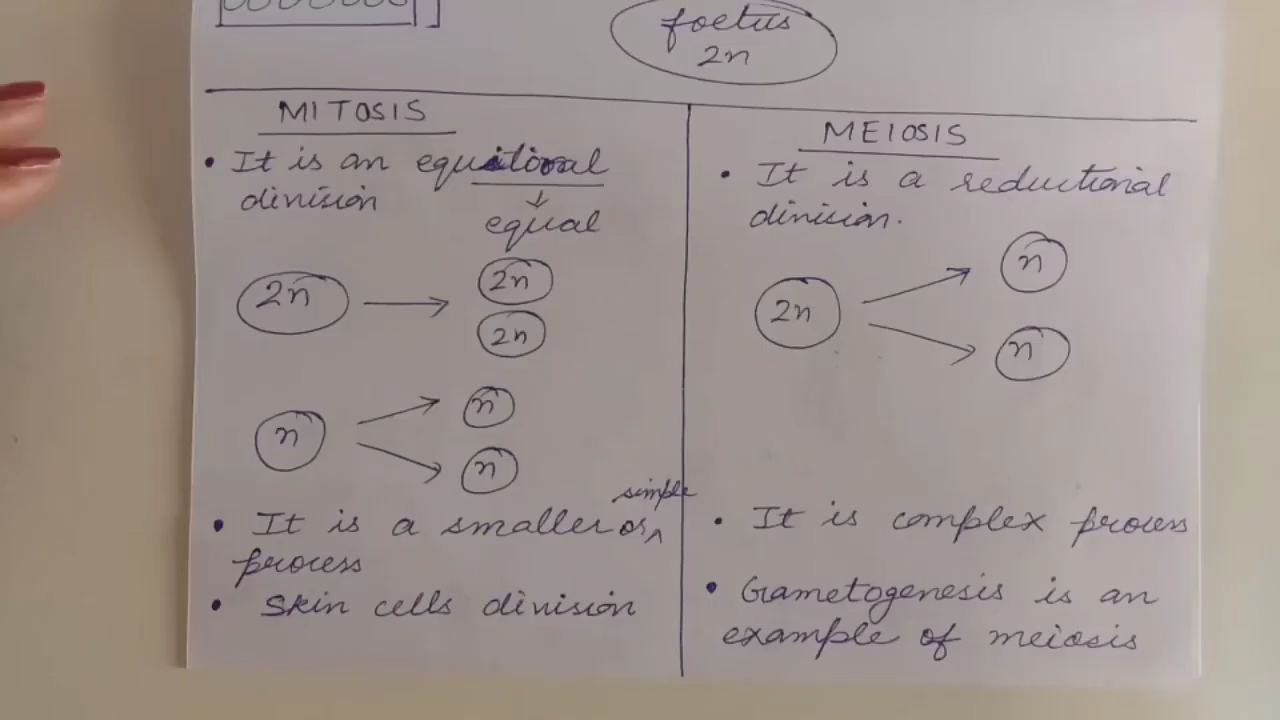 foetus
2n
MITOSIS
• It is an equitoral
division
equal
2n
2n
2n
n
n
n
simple
• It is a smaller or
process
• Skin cells division
MEIOSIS
• It is a reductional
division.
2n
n
n
• It is complex process
• Gametogenesis is an
example of meiosis